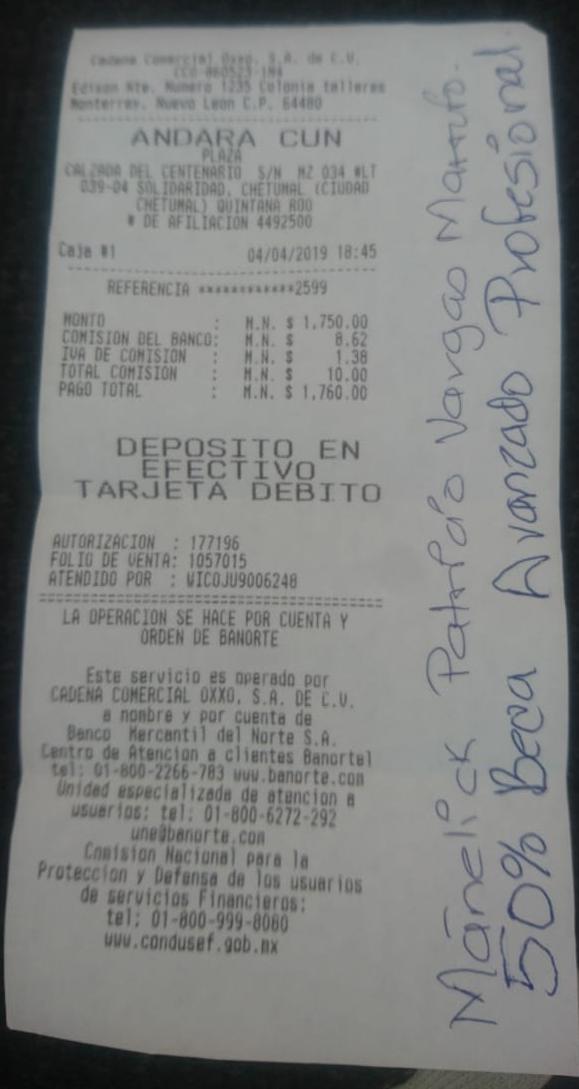 Cadena Comercial Oxxo, S.A. de C.V.
CCO-860523-1N4
Edison Nte. Numero 1235 Colonia talleres
Monterrey, Nuevo Leon C.P. 64480
ANDARA CUN
PLAZA
CALZADA DEL CENTENARIO S/N MZ 034 #LT
039-04 SOLIDARIDAD, CHETUMAL (CIUDAD
CHETUMAL) QUINTANA ROO
# DE AFILIACION 4492500
Caja #1 04/04/2019 18:45
REFERENCIA ************2599
MONTO : M.N. $ 1,750.00
COMISION DEL BANCO: M.N. $ 8.62
IVA DE COMISION : M.N. $ 1.38
TOTAL COMISION : M.N. $ 10.00
PAGO TOTAL : M.N. $ 1,760.00
DEPOSITO EN
EFECTIVO
TARJETA DEBITO
AUTORIZACION : 177196
FOLIO DE VENTA: 1057015
ATENDIDO POR : WICOJU9006248
LA OPERACION SE HACE POR CUENTA Y
ORDEN DE BANORTE
Este servicio es operado por
CADENA COMERCIAL OXXO, S.A. DE C.V.
a nombre y por cuenta de
Banco Mercantil del Norte S.A.
Centro de Atencion a clientes Banortel
tel: 01-800-2266-783 www.banorte.com
Unidad especializada de atencion a
usuarios: tel: 01-800-6272-292
une@banorte.com
Comision Nacional para la
Proteccion y Defensa de los usuarios
de servicios Financieros:
tel: 01-800-999-8080
www.condusef.gob.mx
Manelick Patricio Vargas
50% Beca Avanzado Profesional